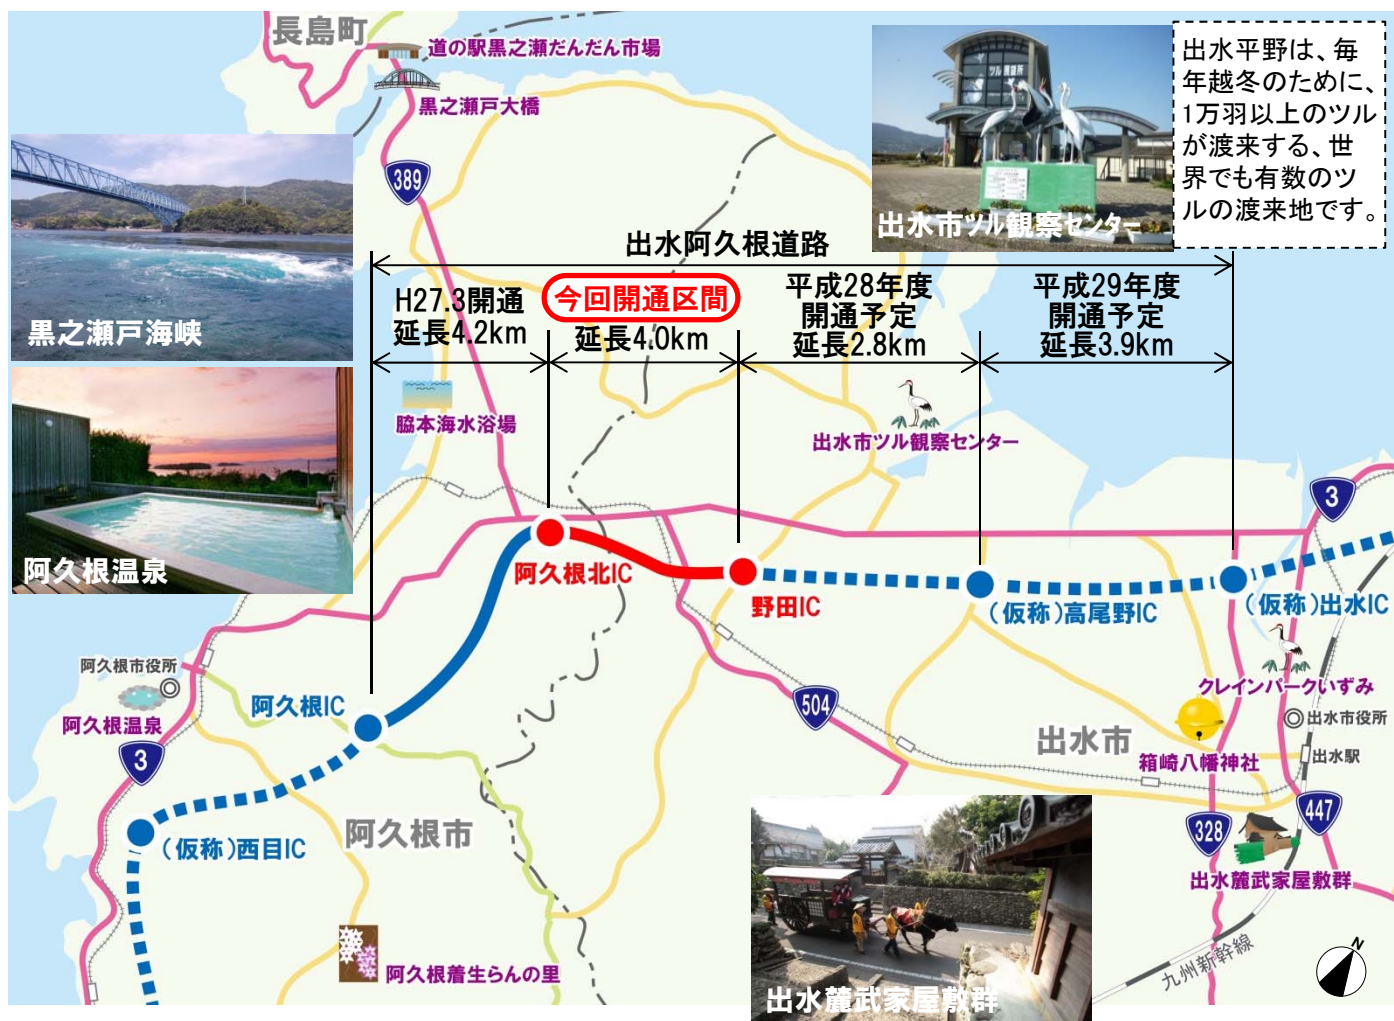 長島町
道の駅黒之瀬だんだん市場
黒之瀬戸大橋
389
ツル展望所
出水市ツル観察センター
出水平野は、毎
年越冬のために、
1万羽以上のツル
が渡来する、世
界でも有数のツ
ルの渡来地です。
黒之瀬戸海峡
出水阿久根道路
H27.3開通
延長4.2km
今回開通区間
延長4.0km
平成28年度
開通予定
延長2.8km
平成29年度
開通予定
延長3.9km
脇本海水浴場
出水市ツル観察センター
阿久根温泉
3
阿久根北IC
野田IC
(仮称)高尾野IC
(仮称)出水IC
クレインパークいずみ
阿久根市役所
阿久根温泉
阿久根IC
504
出水市
出水市役所
箱崎八幡神社
出水駅
3
阿久根市
(仮称)西目IC
328
447
出水麓武家屋敷群
阿久根着生らんの里
出水麓武家屋敷群
九州新幹線
N